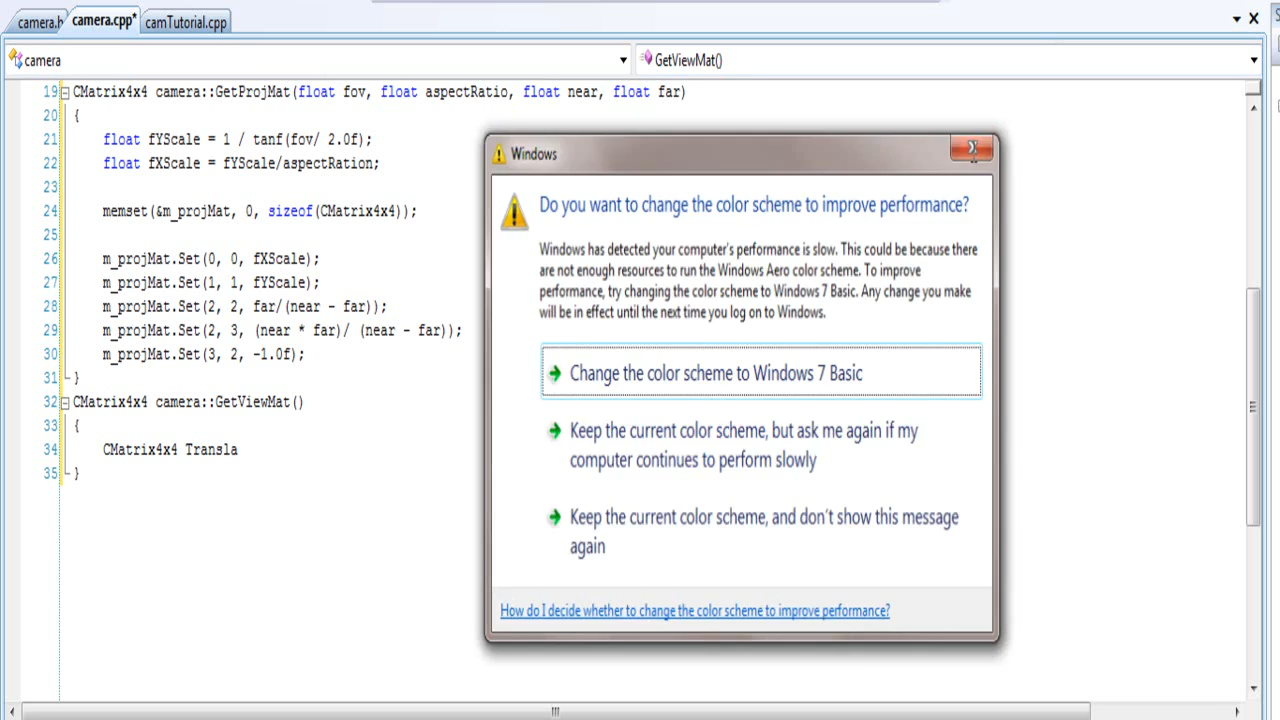 camera.h camera.cpp* camTutorial.cpp
camera GetViewMat()
19 CMatrix4x4 camera::GetProjMat(float fov, float aspectRatio, float near, float far)
20 {
21 float fYScale = 1 / tanf(fov/ 2.0f);
22 float fXScale = fYScale/aspectRation;
23
24 memset(&m_projMat, 0, sizeof(CMatrix4x4));
25
26 m_projMat.Set(0, 0, fXScale);
27 m_projMat.Set(1, 1, fYScale);
28 m_projMat.Set(2, 2, far/(near - far));
29 m_projMat.Set(2, 3, (near * far)/ (near - far));
30 m_projMat.Set(3, 2, -1.0f);
31 }
32 CMatrix4x4 camera::GetViewMat()
33 {
34 CMatrix4x4 Transla
35 }
Windows
Do you want to change the color scheme to improve performance?
Windows has detected your computer's performance is slow. This could be because there
are not enough resources to run the Windows Aero color scheme. To improve
performance, try changing the color scheme to Windows 7 Basic. Any change you make
will be in effect until the next time you log on to Windows.
Change the color scheme to Windows 7 Basic
Keep the current color scheme, but ask me again if my
computer continues to perform slowly
Keep the current color scheme, and don't show this message
again
How do I decide whether to change the color scheme to improve performance?